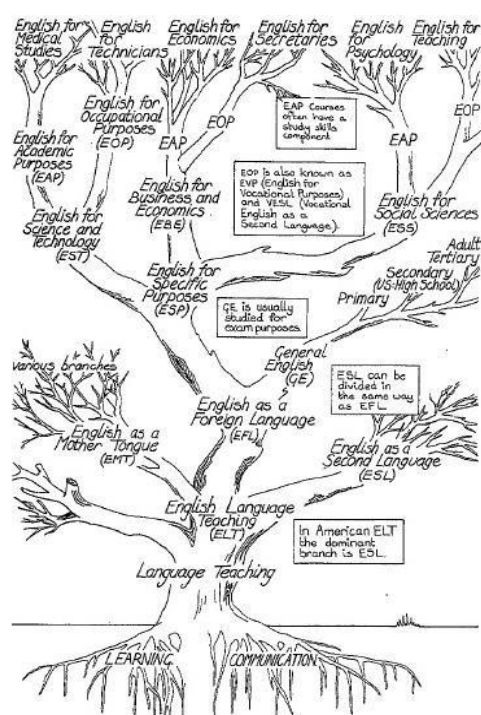 English for
Medical
Studies
English
for
Technicians
English for
Economics
English for
Secretaries
English
for
Psychology
English for
Teaching
English for
Occupational
Purposes
(EOP)
EAP
EOP
EAP Courses
often have a
study skills
component
EAP
EOP
English for
Academic
Purposes
(EAP)
English for
Science and
Technology
(EST)
English for
Business and
Economics
(EBE)
EOP is also known as
EVP (English for
Vocational Purposes)
and VESL (Vocational
English as a
Second Language).
English for
Social Sciences
(ESS)
English for
Specific
Purposes
(ESP)
Adult
Tertiary
Secondary
(US:High School)
Primary
GE is usually
studied for
exam purposes.
General
English
(GE)
various branches
English as a
Mother Tongue
(EMT)
English as a
Foreign Language
(EFL)
ESL can be
divided in
the same way
as EFL.
English as a
Second Language
(ESL)
English Language
Teaching
(ELT)
In American ELT
the dominant
branch is ESL.
Language Teaching
LEARNING
COMMUNICATION